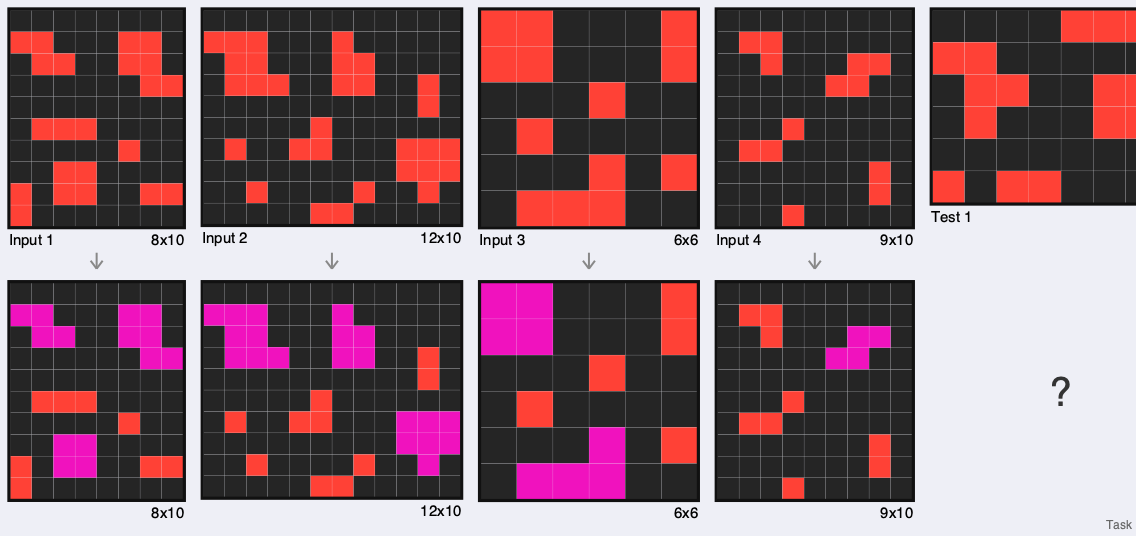 Input 1 8x10
Input 2 12x10
Input 3 6x6
Input 4 9x10
Test 1
?
8x10
12x10
6x6
9x10
Task